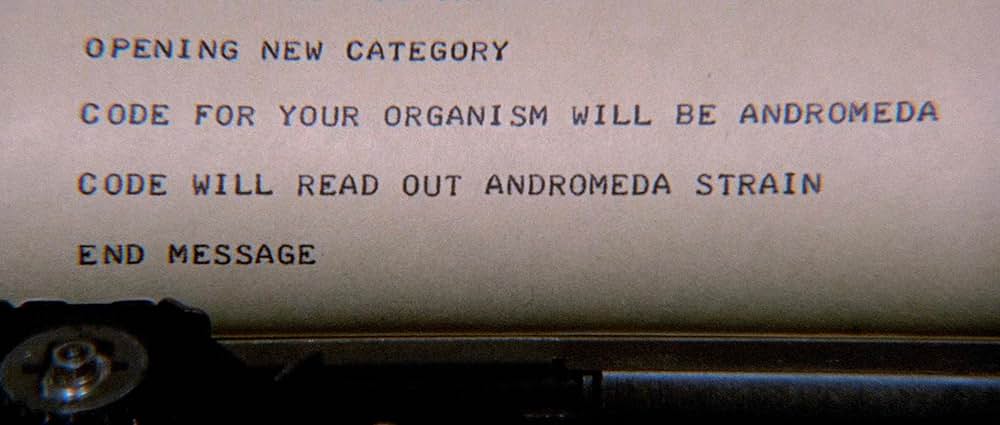 OPENING NEW CATEGORY
CODE FOR YOUR ORGANISM WILL BE ANDROMEDA
CODE WILL READ OUT ANDROMEDA STRAIN
END MESSAGE